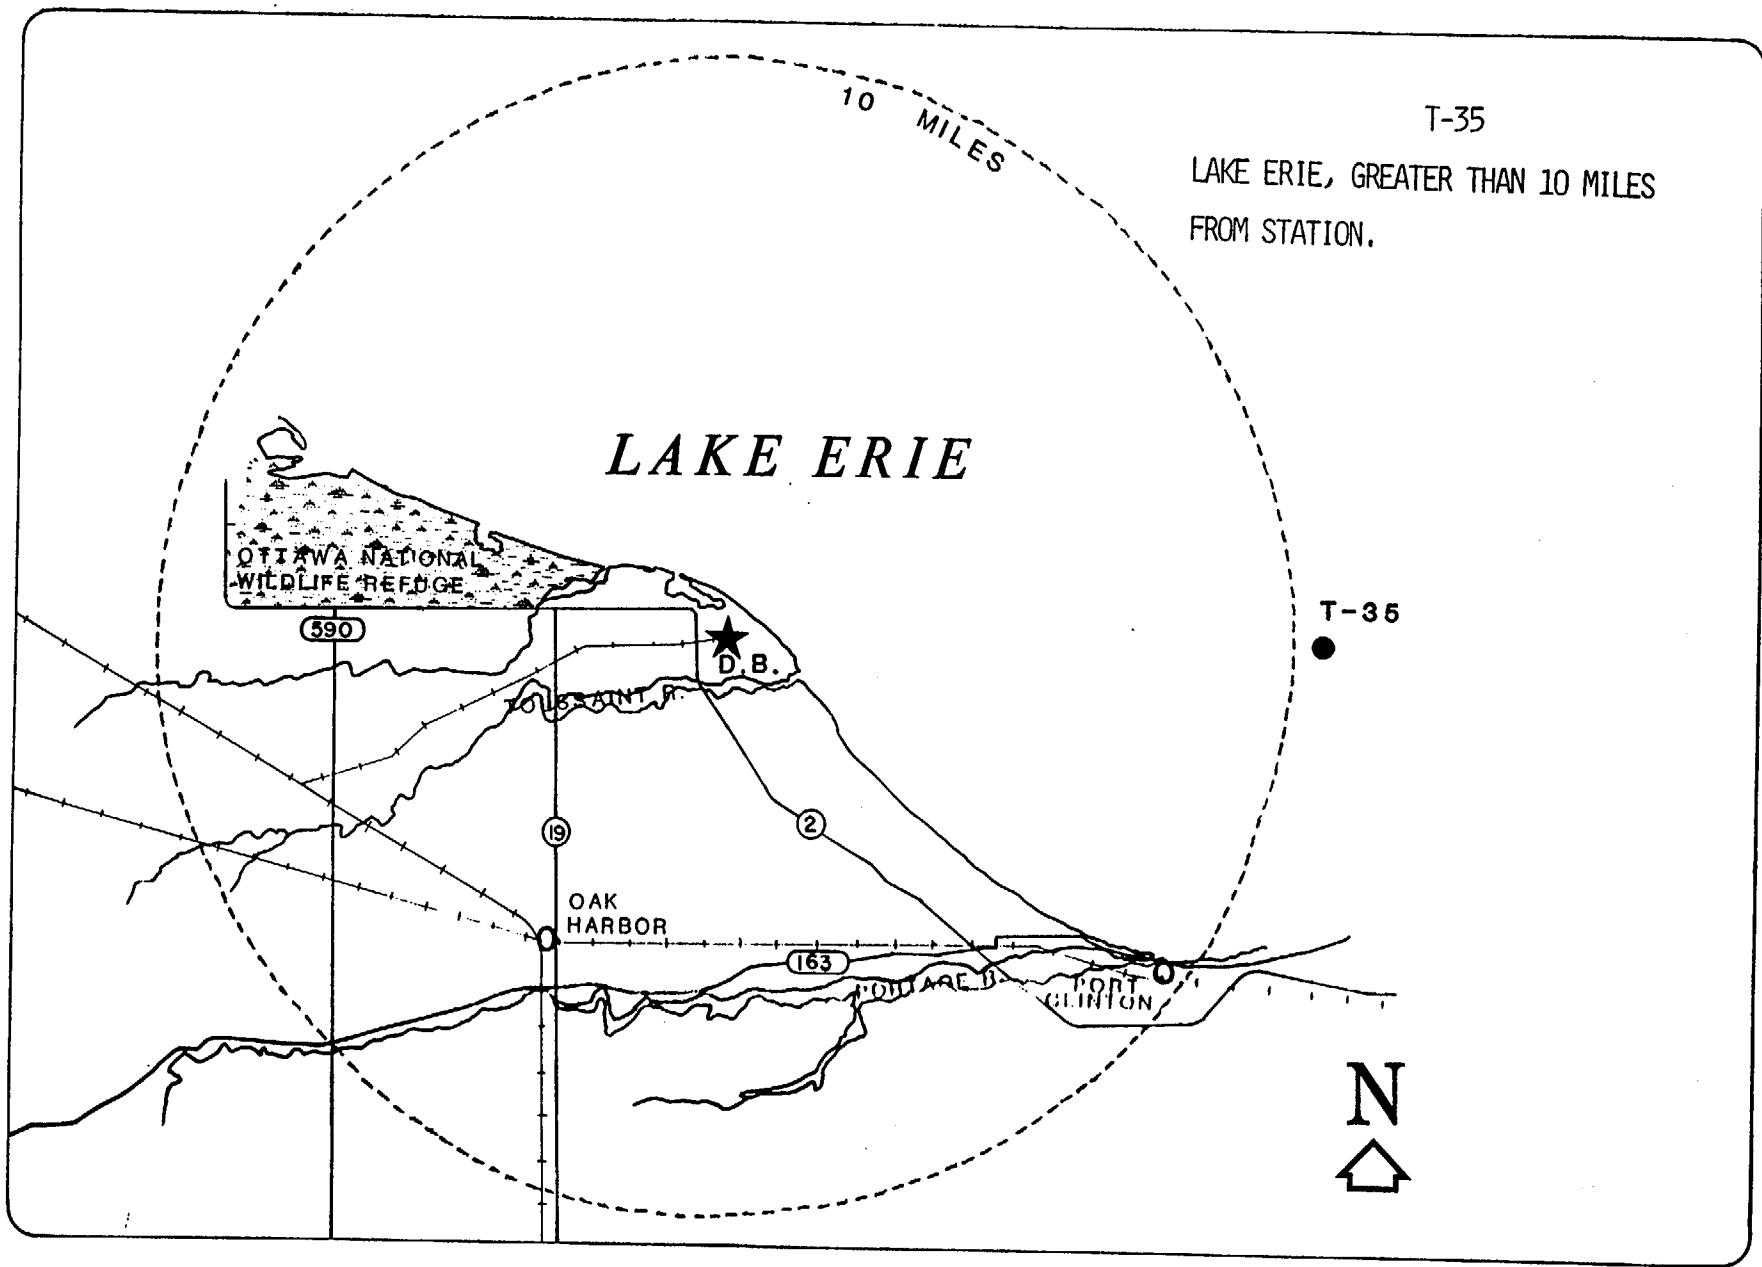 T-35
LAKE ERIE, GREATER THAN 10 MILES
FROM STATION.
10 MILES
LAKE ERIE
OTTAWA NATIONAL
WILDLIFE REFUGE
T-35
590
D.B.
TOUSSAINT R.
19
2
OAK
HARBOR
163
PORTAGE R
PORT
CLINTON
N